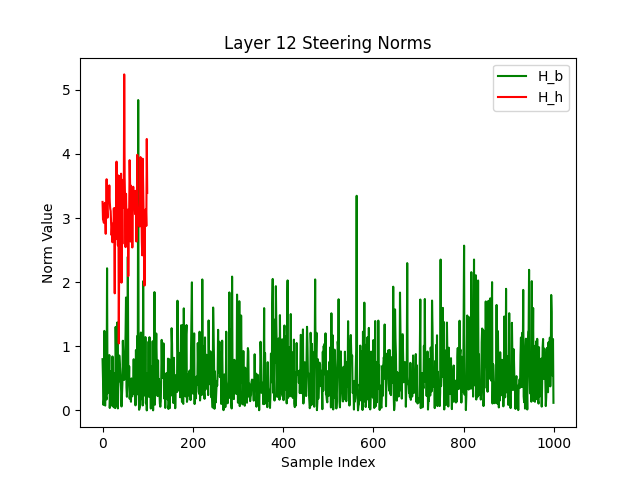 Layer 12 Steering Norms
H_b
H_h
Norm Value
5
4
3
2
1
0
0 200 400 600 800 1000
Sample Index